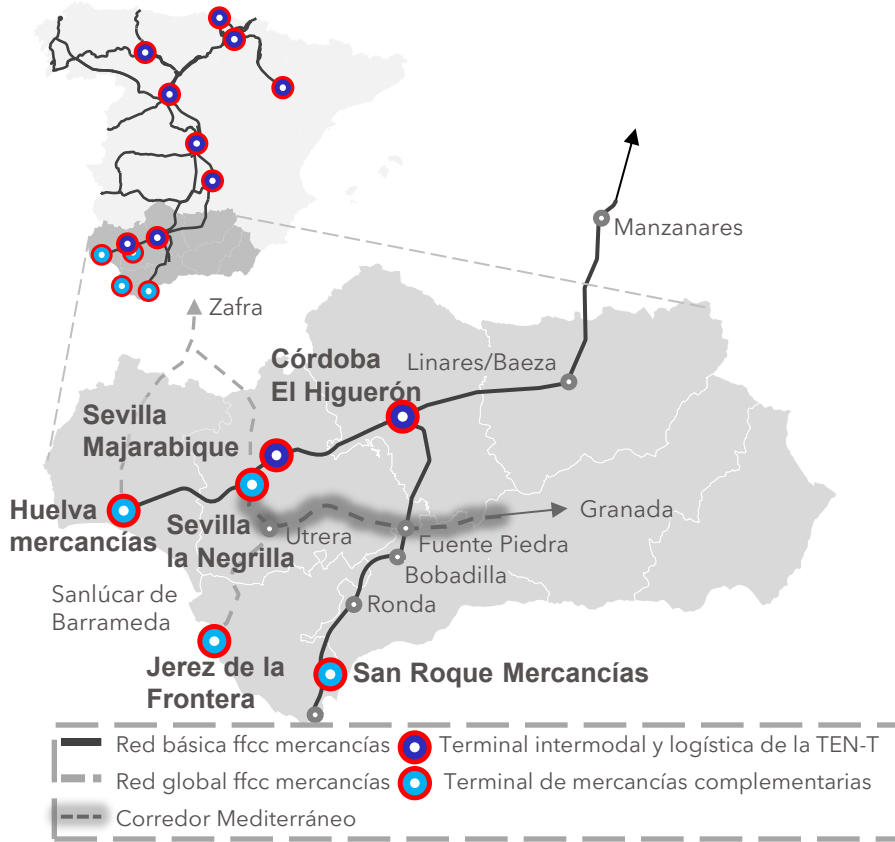 Manzanares
Zafra
Córdoba
El Higuerón
Linares/Baeza
Sevilla
Majarabique
Huelva
mercancías
Sevilla
la Negrilla
Utrera
Granada
Fuente Piedra
Bobadilla
Ronda
Sanlúcar de
Barrameda
Jerez de la
Frontera
San Roque Mercancías
Red básica ffcc mercancías
Terminal intermodal y logística de la TEN-T
Red global ffcc mercancías
Terminal de mercancías complementarias
Corredor Mediterráneo